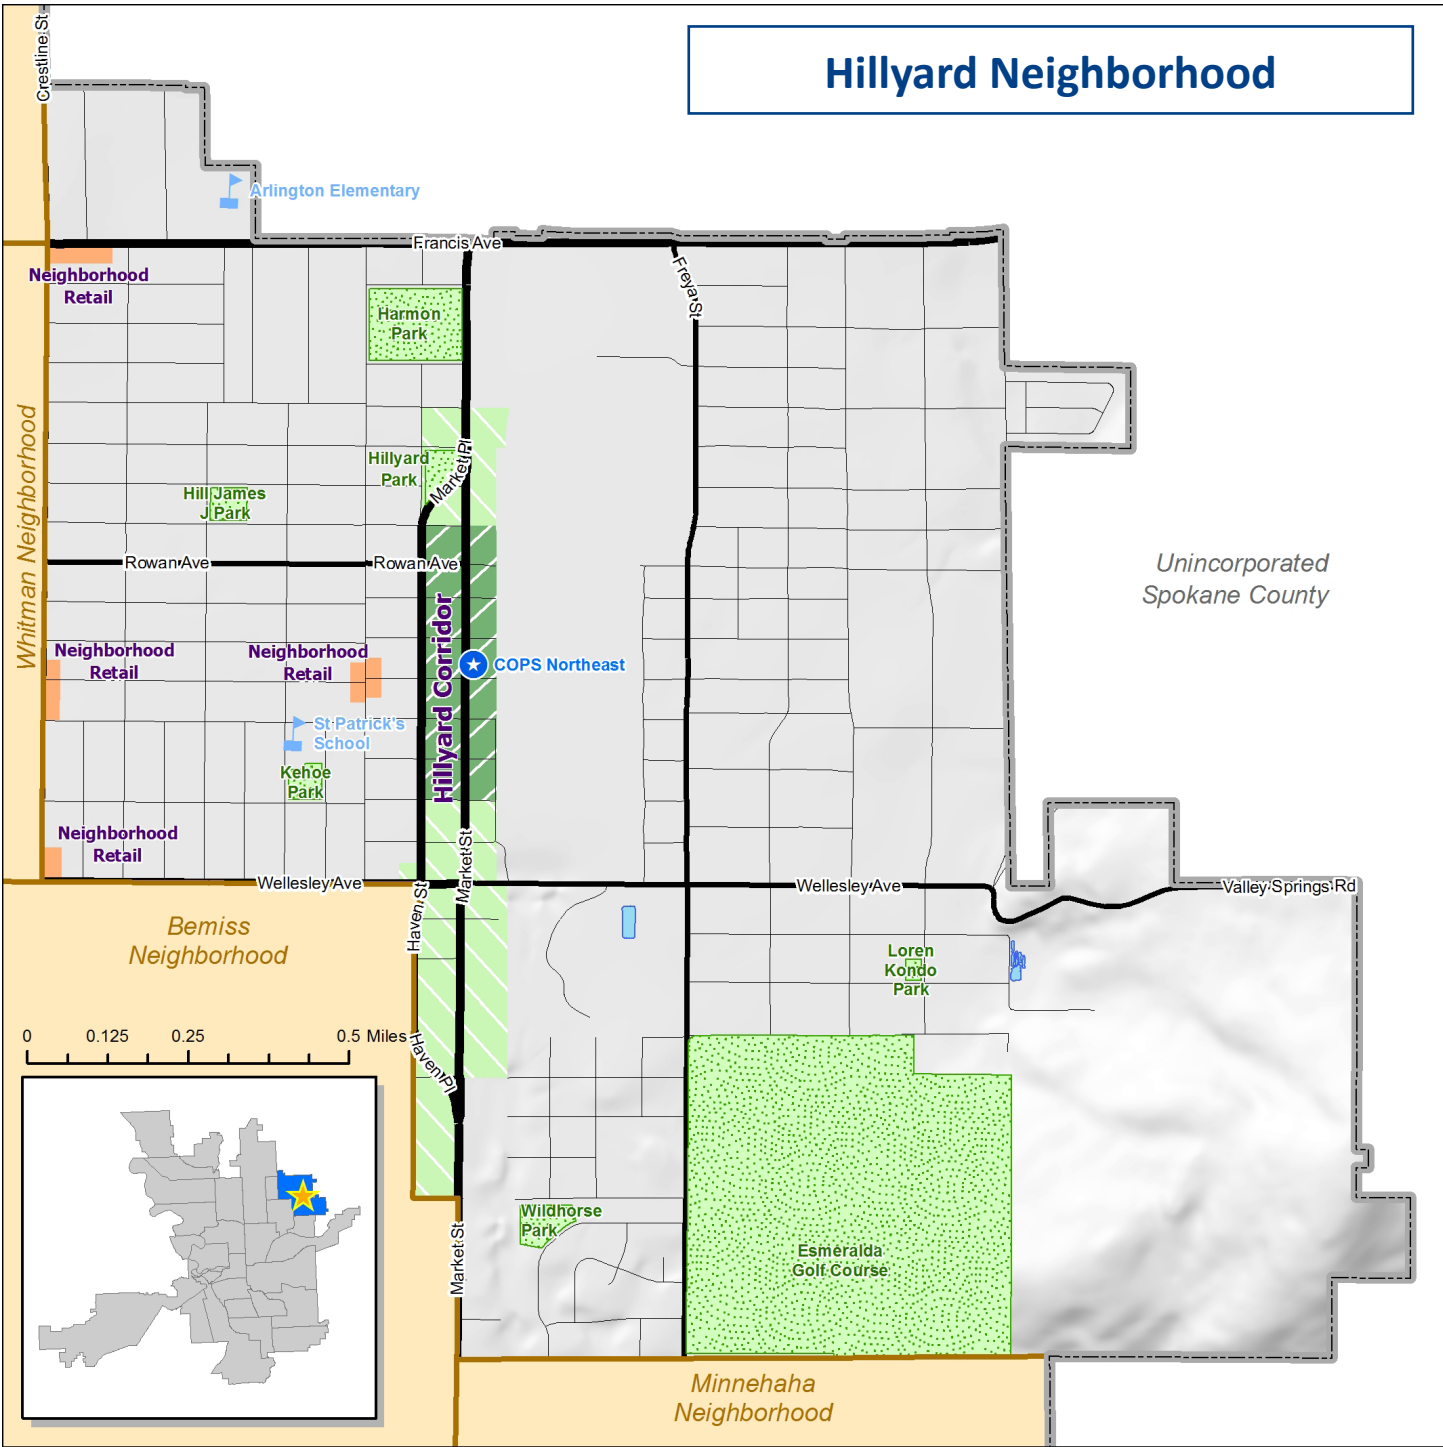 Crestline St
Hillyard Neighborhood
Arlington Elementary
Francis Ave
Neighborhood
Retail
Freya St
Harmon
Park
Whitman Neighborhood
Market Pl
Hillyard
Park
Hill James
J Park
Rowan Ave
Rowan Ave
Unincorporated
Spokane County
Hillyard Corridor
Neighborhood
Retail
Neighborhood
Retail
COPS Northeast
St Patrick's
School
Kehoe
Park
Neighborhood
Retail
Market St
Wellesley Ave
Wellesley Ave
Valley Springs Rd
Haven St
Bemiss
Neighborhood
Loren
Kondo
Park
0 0.125 0.25 0.5 Miles
Haven Pl
Wildhorse
Park
Market St
Esmeralda
Golf Course
Minnehaha
Neighborhood